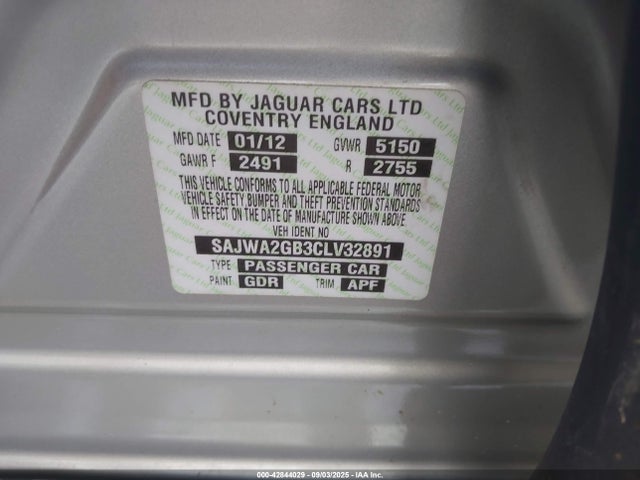 MFD BY JAGUAR CARS LTD
COVENTRY ENGLAND
MFD DATE 01/12 GVWR 5150
GAWR F 2491 R 2755
THIS VEHICLE CONFORMS TO ALL APPLICABLE FEDERAL MOTOR
VEHICLE SAFETY BUMPER AND THEFT PREVENTION STANDARDS
IN EFFECT ON THE DATE OF MANUFACTURE SHOWN ABOVE
VEH IDENT NO
SAJWA2GB3CLV32891
TYPE PASSENGER CAR
PAINT GDR TRIM APF
000-42844029 - 09/03/2025 - © IAA Inc.